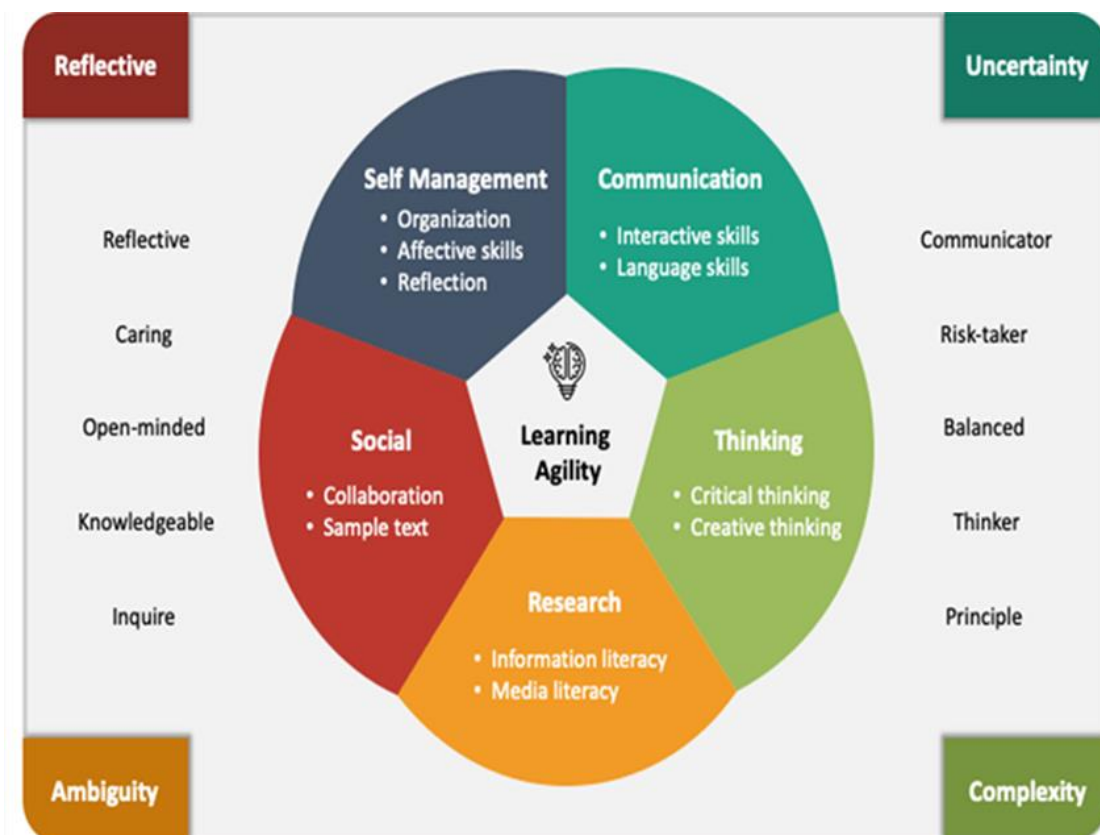 Reflective
Uncertainty
Self Management
• Organization
• Affective skills
• Reflection
Communication
• Interactive skills
• Language skills
Reflective
Caring
Open-minded
Knowledgeable
Inquire
Communicator
Risk-taker
Balanced
Thinker
Principle
Learning
Agility
Social
• Collaboration
• Sample text
Thinking
• Critical thinking
• Creative thinking
Research
• Information literacy
• Media literacy
Ambiguity
Complexity